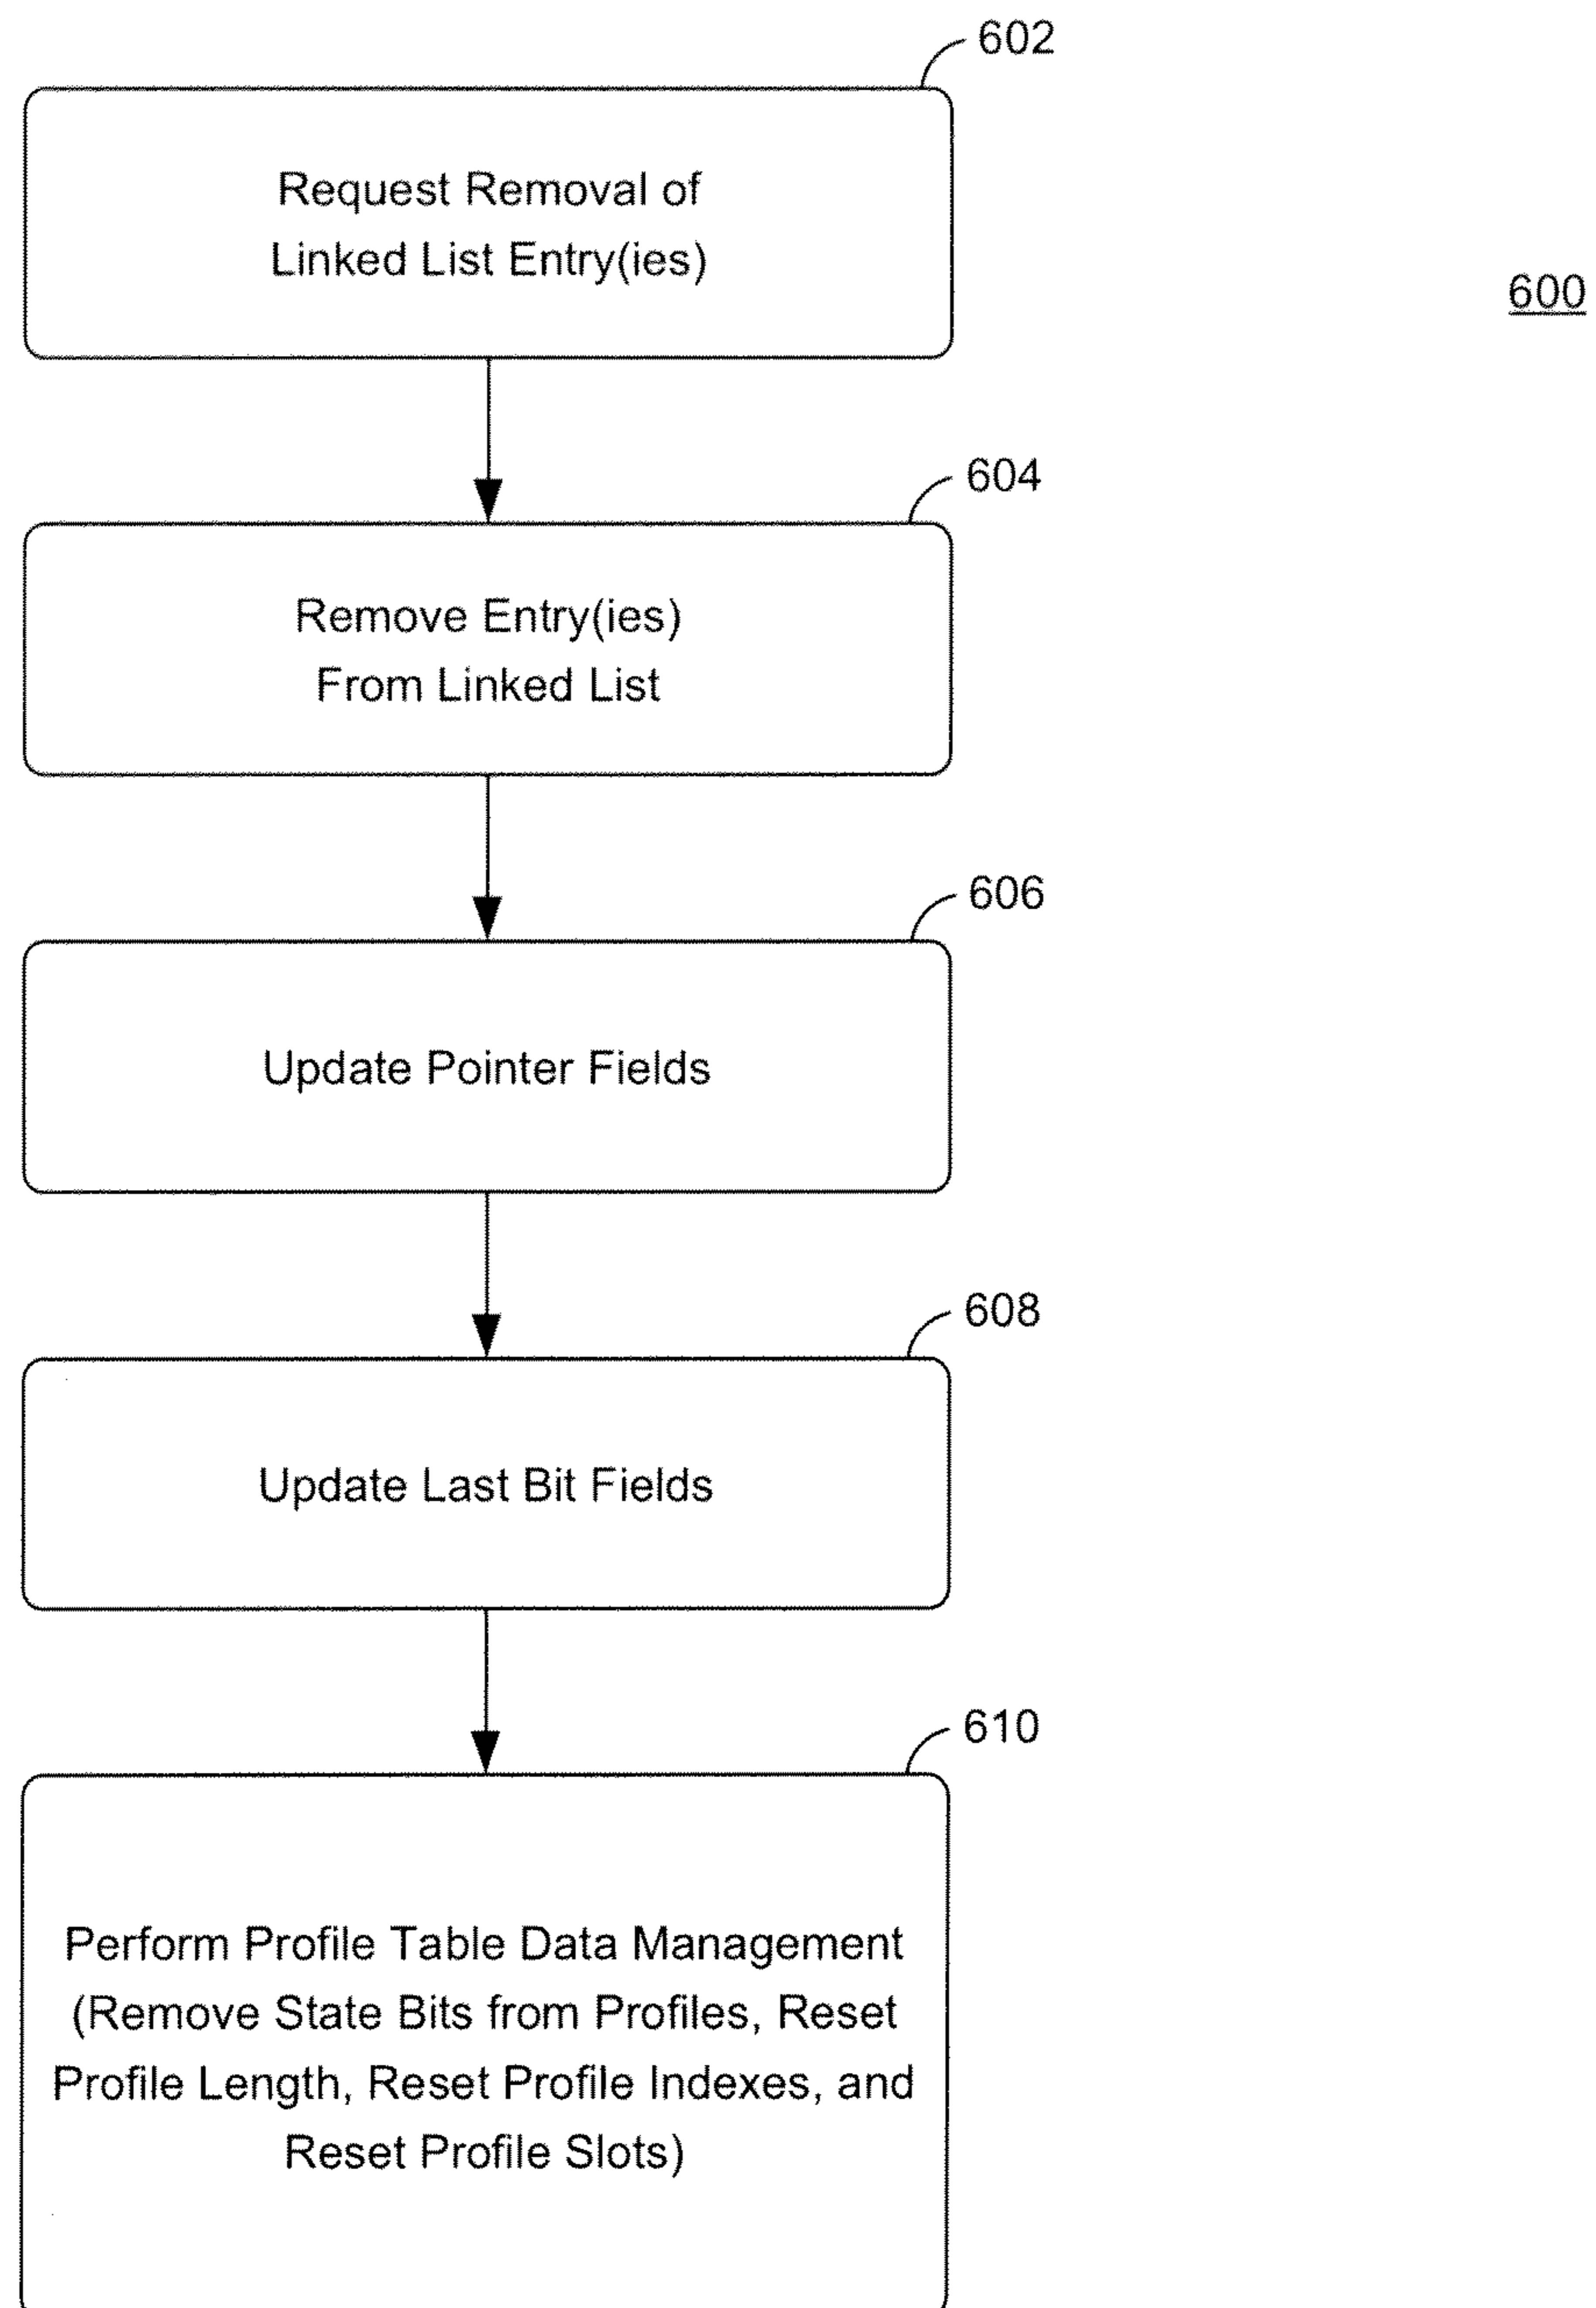 602
Request Removal of
Linked List Entry(ies)
600
604
Remove Entry(ies)
From Linked List
606
Update Pointer Fields
608
Update Last Bit Fields
610
Perform Profile Table Data Management
(Remove State Bits from Profiles, Reset
Profile Length, Reset Profile Indexes, and
Reset Profile Slots)